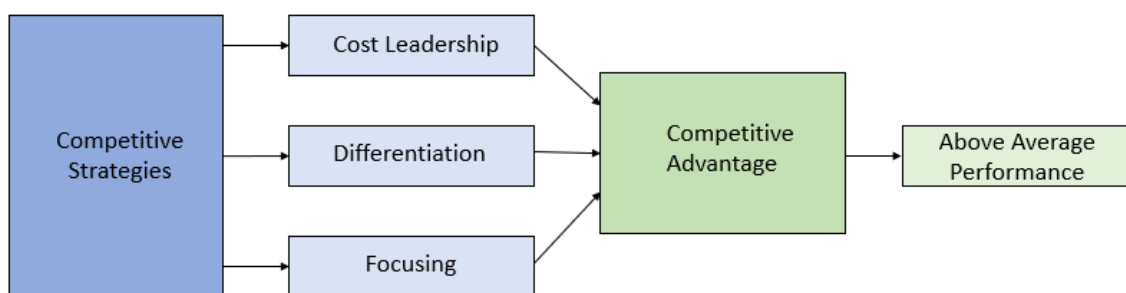 Competitive
Strategies
Cost Leadership
Differentiation
Focusing
Competitive
Advantage
Above Average
Performance